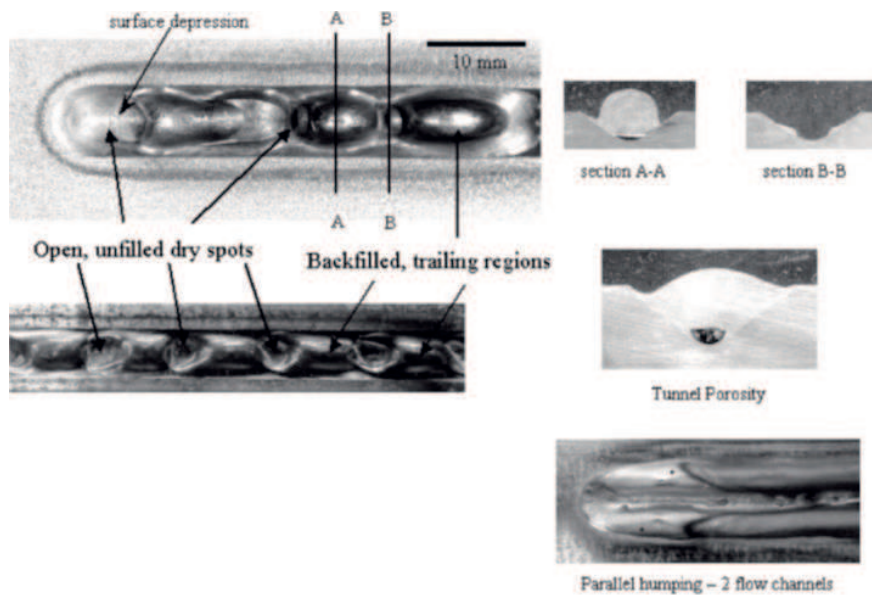 surface depression
A B
10 mm
section A-A section B-B
A B
Open, unfilled dry spots Backfilled, trailing regions
Tunnel Porosity
Parallel humping – 2 flow channels